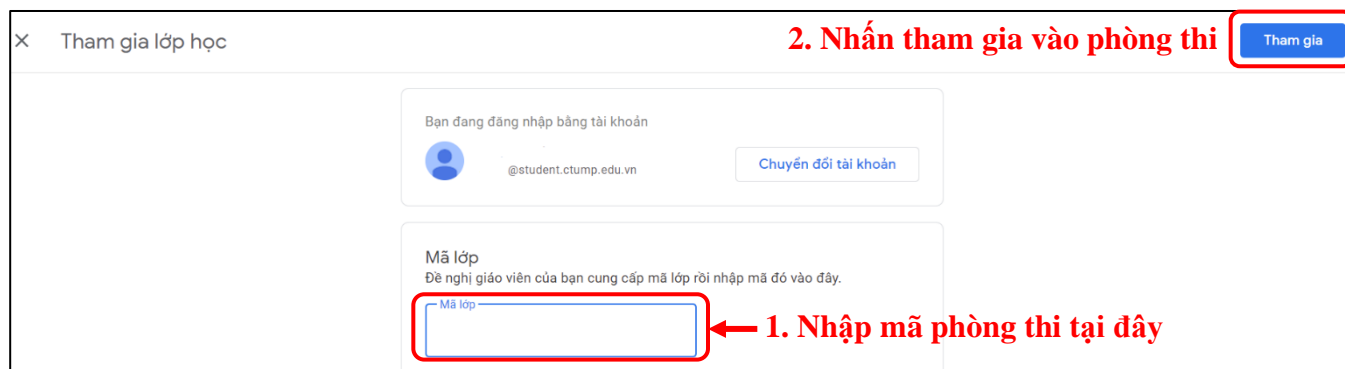 Tham gia lớp học
2. Nhấn tham gia vào phòng thi
Tham gia
Bạn đang đăng nhập bằng tài khoản
@student.ctump.edu.vn
Chuyển đổi tài khoản
Mã lớp
Đề nghị giáo viên của bạn cung cấp mã lớp rồi nhập mã đó vào đây.
Mã lớp
1. Nhập mã phòng thi tại đây